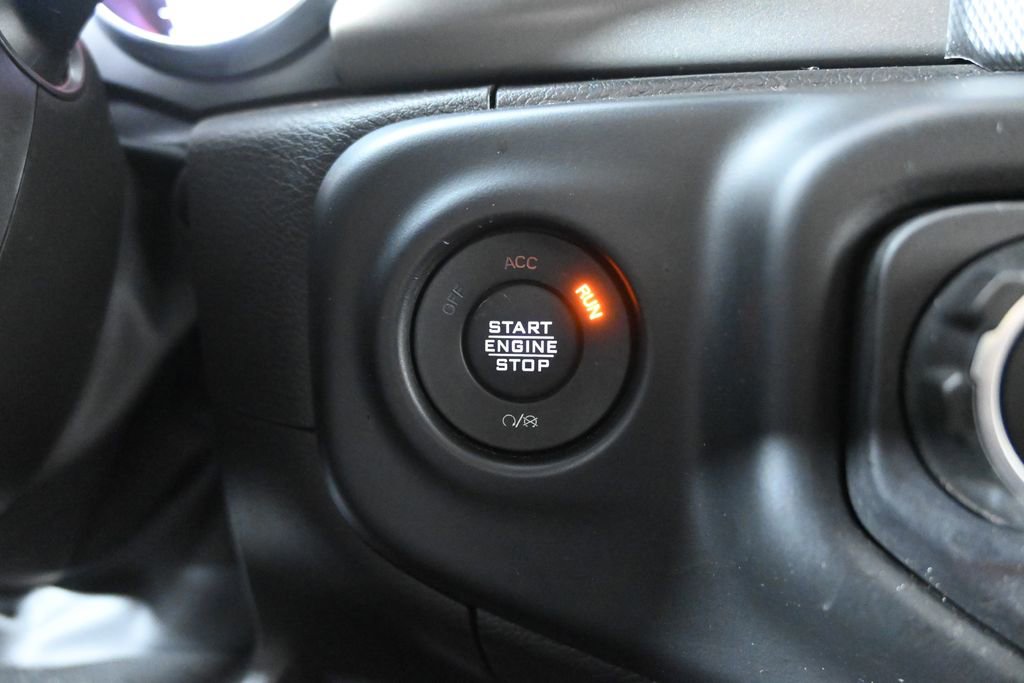 ACC
OFF
RUN
START
ENGINE
STOP